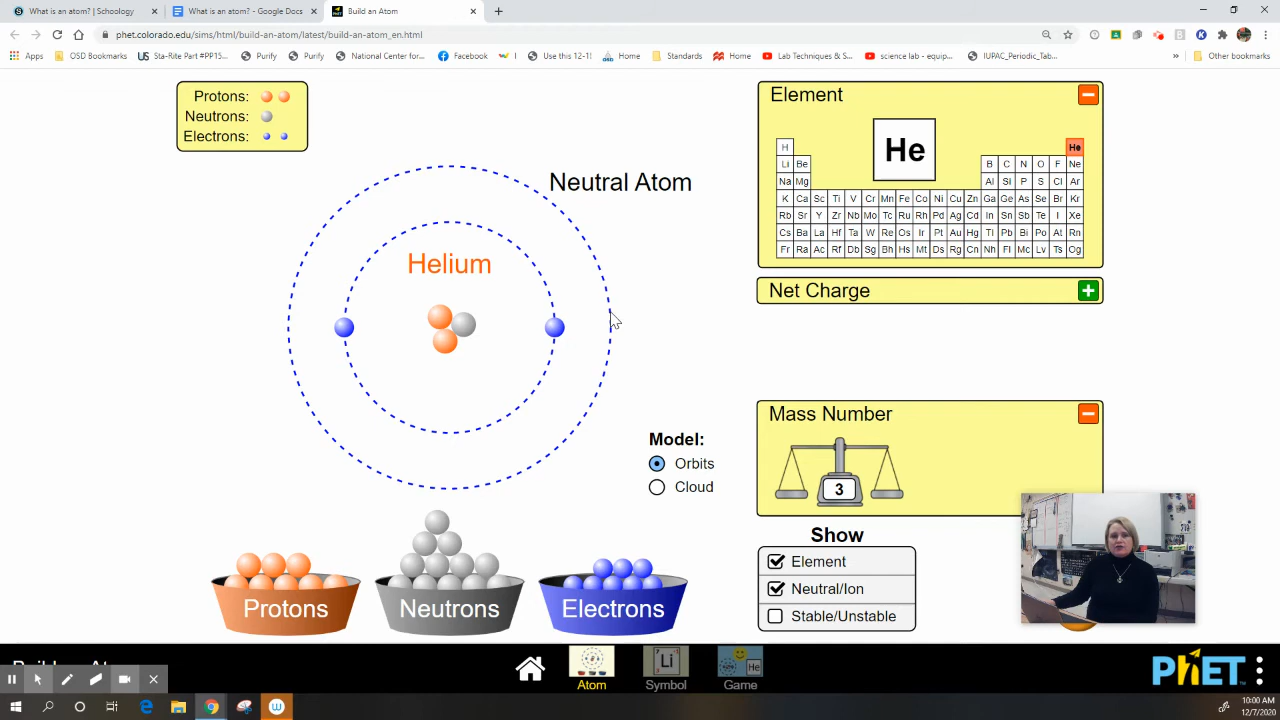 What is an atom? | Schoology
What is an atom? - Google Docs
Build an Atom
phet.colorado.edu/sims/html/build-an-atom/latest/build-an-atom_en.html
Apps
OSD Bookmarks
Sta-Rite Part #PP15...
Purify
Purify
National Center for...
Facebook
I
Use this 12-1:
Home
Standards
Home
Lab Techniques & S...
science lab - equip...
IUPAC_Periodic_Tab...
»
Other bookmarks
Protons:
Neutrons:
Electrons:
Neutral Atom
Helium
Element
He
H He
Li Be B C N O F Ne
Na Mg Al Si P S Cl Ar
K Ca Sc Ti V Cr Mn Fe Co Ni Cu Zn Ga Ge As Se Br Kr
Rb Sr Y Zr Nb Mo Tc Ru Rh Pd Ag Cd In Sn Sb Te I Xe
Cs Ba La Hf Ta W Re Os Ir Pt Au Hg Tl Pb Bi Po At Rn
Fr Ra Ac Rf Db Sg Bh Hs Mt Ds Rg Cn Nh Fl Mc Lv Ts Og
Net Charge
Mass Number
3
Model:
Orbits
Cloud
Show
Element
Neutral/Ion
Stable/Unstable
Protons
Neutrons
Electrons
Atom
Li
Symbol
He
Game
PhET
10:00 AM
12/7/2020